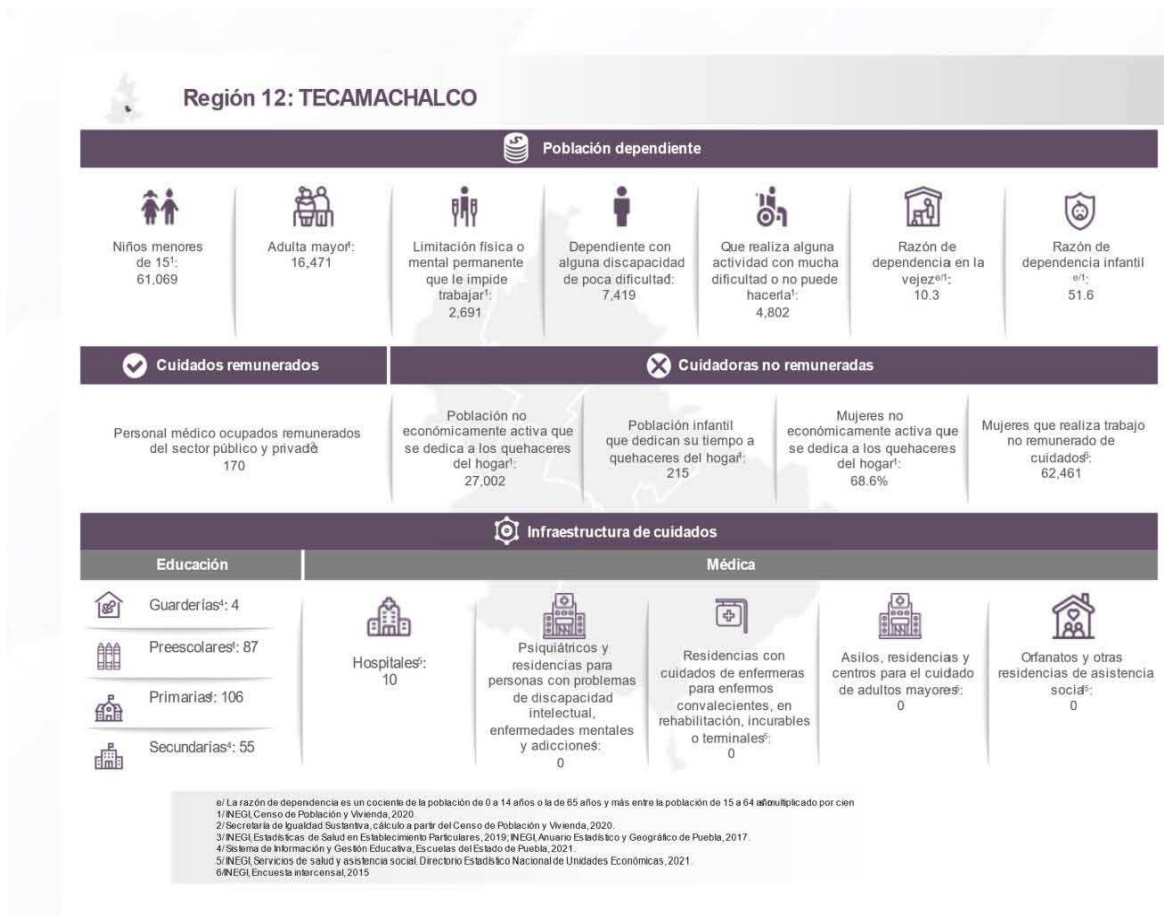 Región 12: TECAMACHALCO
Población dependiente
Niños menores
de 15¹:
61,069
Adulta mayor¹:
16,471
Limitación física o
mental permanente
que le impide
trabajar¹:
2,691
Dependiente con
alguna discapacidad
de poca dificultad:
7,419
Que realiza alguna
actividad con mucha
dificultad o no puede
hacerla¹:
4,802
Razón de
dependencia en la
vejezᵉ/¹:
10.3
Razón de
dependencia infantil
ᵉ/¹:
51.6
Cuidados remunerados
Cuidadoras no remuneradas
Personal médico ocupados remunerados
del sector público y privado³:
170
Población no
económicamente activa que
se dedica a los quehaceres
del hogar¹:
27,002
Población infantil
que dedican su tiempo a
quehaceres del hogar¹:
215
Mujeres no
económicamente activa que
se dedica a los quehaceres
del hogar¹:
68.6%
Mujeres que realiza trabajo
no remunerado de
cuidados⁶:
62,461
Infraestructura de cuidados
Educación
Médica
Guarderías⁴: 4
Preescolares⁴: 87
Primarias⁴: 106
Secundarias⁴: 55
Hospitales⁵:
10
Psiquiátricos y
residencias para
personas con problemas
de discapacidad
intelectual,
enfermedades mentales
y adicciones⁵:
0
Residencias con
cuidados de enfermeras
para enfermos
convalecientes, en
rehabilitación, incurables
o terminales⁵:
0
Asilos, residencias y
centros para el cuidado
de adultos mayores⁵:
0
Orfanatos y otras
residencias de asistencia
social⁵:
0
e/ La razón de dependencia es un cociente de la población de 0 a 14 años o la de 65 años y más entre la población de 15 a 64 años multiplicado por cien
1/ INEGI, Censo de Población y Vivienda, 2020.
2/ Secretaría de Igualdad Sustantiva, cálculo a partir del Censo de Población y Vivienda, 2020.
3/ INEGI, Estadísticas de Salud en Establecimiento Particulares, 2019; INEGI, Anuario Estadístico y Geográfico de Puebla, 2017.
4/ Sistema de Información y Gestión Educativa, Escuelas del Estado de Puebla, 2021.
5/ INEGI, Servicios de salud y asistencia social. Directorio Estadístico Nacional de Unidades Económicas, 2021.
6/ INEGI, Encuesta intercensal, 2015